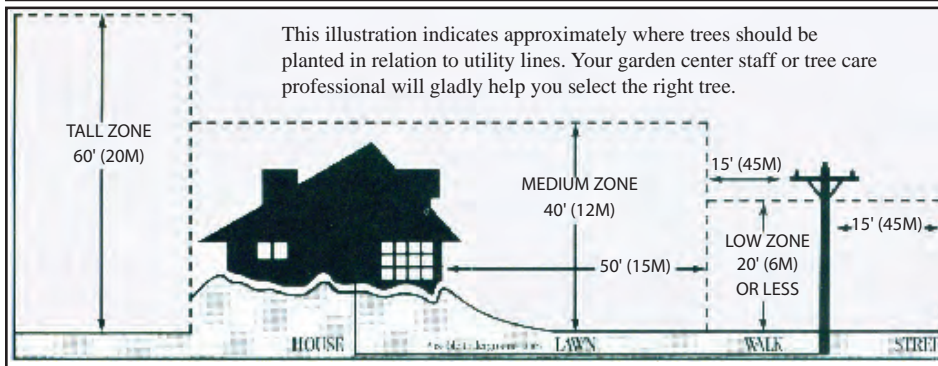 This illustration indicates approximately where trees should be
planted in relation to utility lines. Your garden center staff or tree care
professional will gladly help you select the right tree.
TALL ZONE
60' (20M)
MEDIUM ZONE
40' (12M)
15' (45M)
15' (45M)
LOW ZONE
20' (6M)
OR LESS
50' (15M)
HOUSE
LAWN
WALK